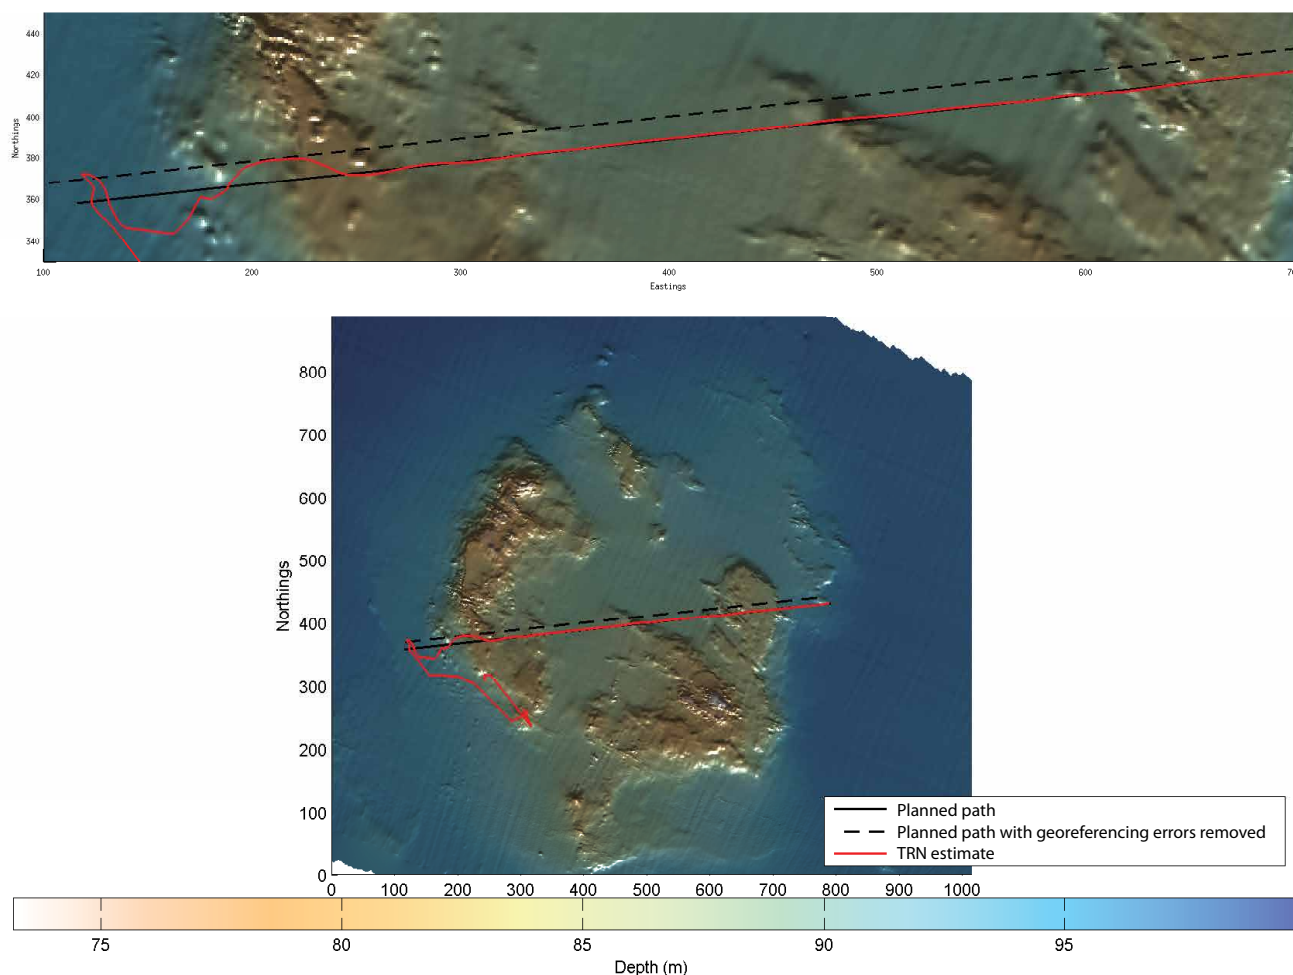 440
420
400
380
360
340
Northings
100 200 300 400 500 600
Eastings
800
700
600
500
400
300
200
100
0
Northings
0 100 200 300 400 500 600 700 800 900 1000
Planned path
Planned path with georeferencing errors removed
TRN estimate
75 80 85 90 95
Depth (m)